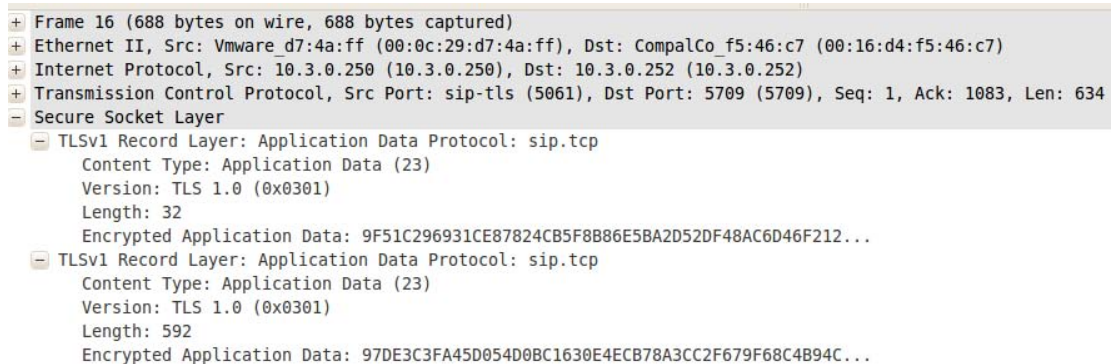 Frame 16 (688 bytes on wire, 688 bytes captured)
Ethernet II, Src: Vmware_d7:4a:ff (00:0c:29:d7:4a:ff), Dst: CompalCo_f5:46:c7 (00:16:d4:f5:46:c7)
Internet Protocol, Src: 10.3.0.250 (10.3.0.250), Dst: 10.3.0.252 (10.3.0.252)
Transmission Control Protocol, Src Port: sip-tls (5061), Dst Port: 5709 (5709), Seq: 1, Ack: 1083, Len: 634
Secure Socket Layer
TLSv1 Record Layer: Application Data Protocol: sip.tcp
Content Type: Application Data (23)
Version: TLS 1.0 (0x0301)
Length: 32
Encrypted Application Data: 9F51C296931CE87824CB5F8B86E5BA2D52DF48AC6D46F212...
TLSv1 Record Layer: Application Data Protocol: sip.tcp
Content Type: Application Data (23)
Version: TLS 1.0 (0x0301)
Length: 592
Encrypted Application Data: 97DE3C3FA45D054D0BC1630E4ECB78A3CC2F679F68C4B94C...